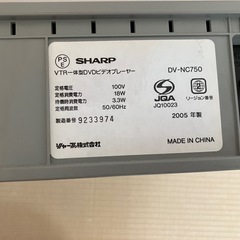 PS
E
SHARP
VTR一体型DVDビデオプレーヤー
DV-NC750
定格電圧 100V
定格消費電力 18W
待機時消費電力 3.3W
定格周波数 50/60Hz
JQA
JQ10023
2
リージョン番号
製造番号 9233974
2005 年製
シャープ株式会社
MADE IN CHINA